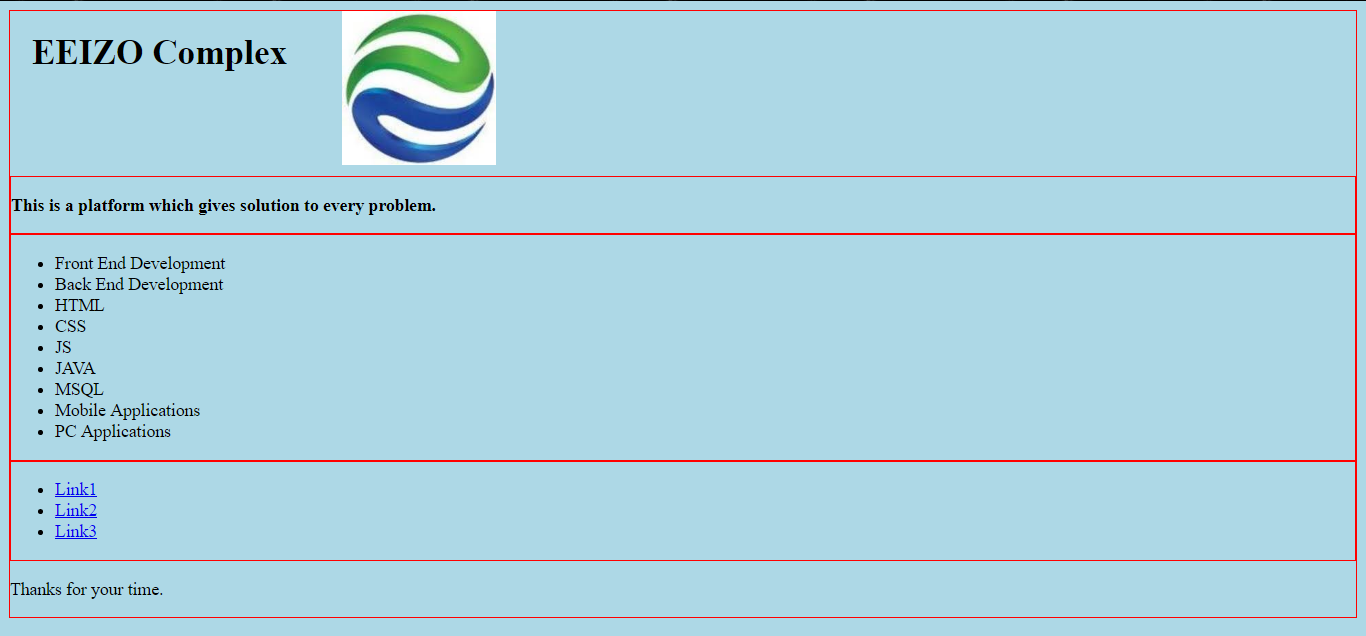 EEIZO Complex
This is a platform which gives solution to every problem.
Front End Development
Back End Development
HTML
CSS
JS
JAVA
MSQL
Mobile Applications
PC Applications
Link1
Link2
Link3
Thanks for your time.